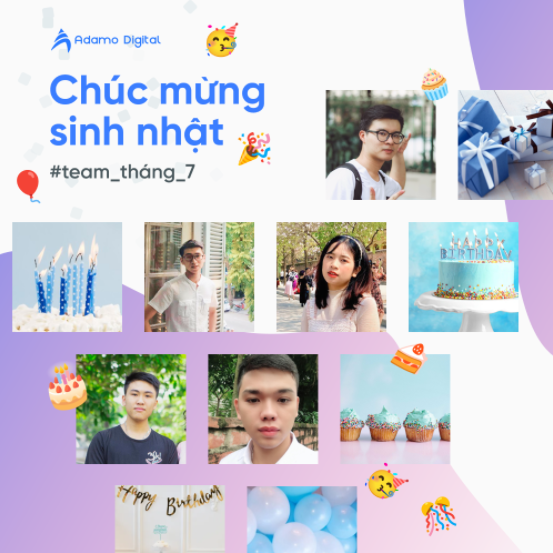 Adamo Digital
Chúc mừng
sinh nhật
#team_tháng_7
HAPPY
BIRTHDAY
Happy Birthday